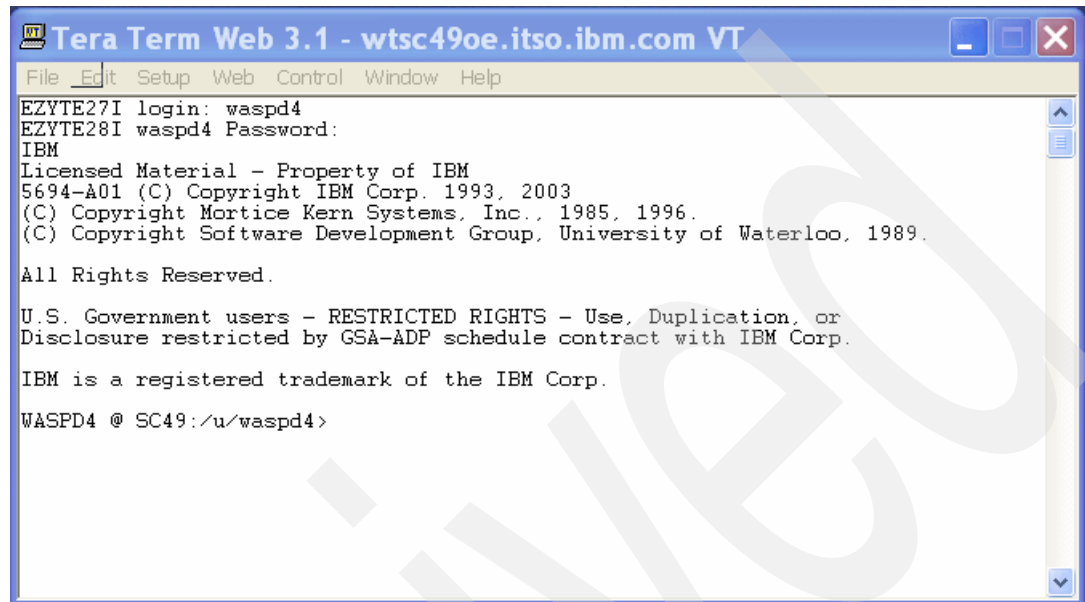 Tera Term Web 3.1 - wtsc49oe.itso.ibm.com VT
File Edit Setup Web Control Window Help
EZYTE27I login: waspd4
EZYTE28I waspd4 Password:
IBM
Licensed Material - Property of IBM
5694-A01 (C) Copyright IBM Corp. 1993, 2003
(C) Copyright Mortice Kern Systems, Inc., 1985, 1996.
(C) Copyright Software Development Group, University of Waterloo, 1989.
All Rights Reserved.
U.S. Government users - RESTRICTED RIGHTS - Use, Duplication, or
Disclosure restricted by GSA-ADP schedule contract with IBM Corp.
IBM is a registered trademark of the IBM Corp.
WASPD4 @ SC49:/u/waspd4>